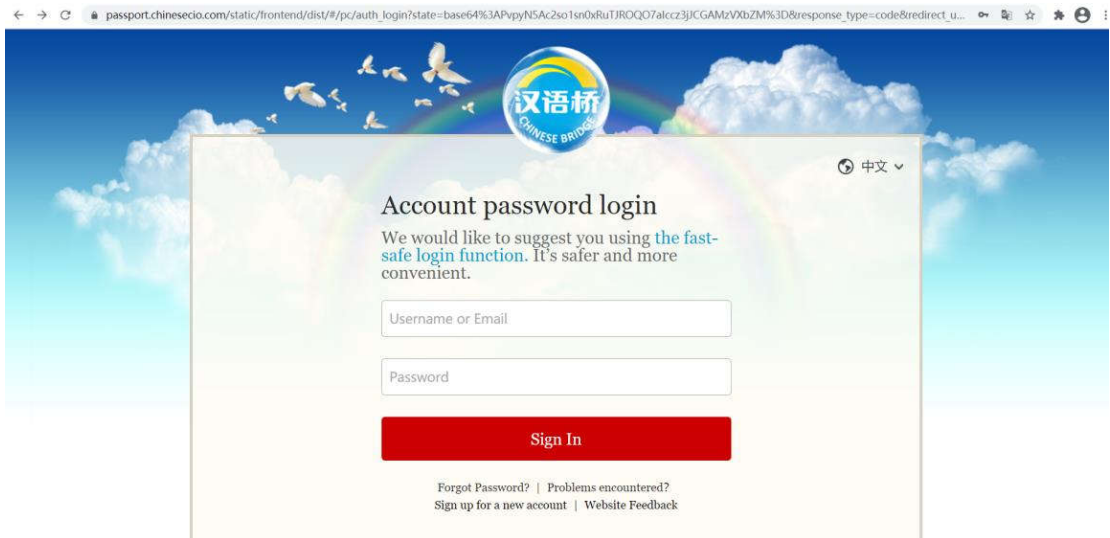 passport.chinesecio.com/static/frontend/dist/#/pc/auth_login?state=base64%3APvpyN5Ac2so1sn0xRuTJROQO7alccz3jJCGAMzVXbZM%3D&response_type=code&redirect_u...
汉语桥
CHINESE BRIDGE
中文
Account password login
We would like to suggest you using the fast-
safe login function. It's safer and more
convenient.
Username or Email
Password
Sign In
Forgot Password? | Problems encountered?
Sign up for a new account | Website Feedback